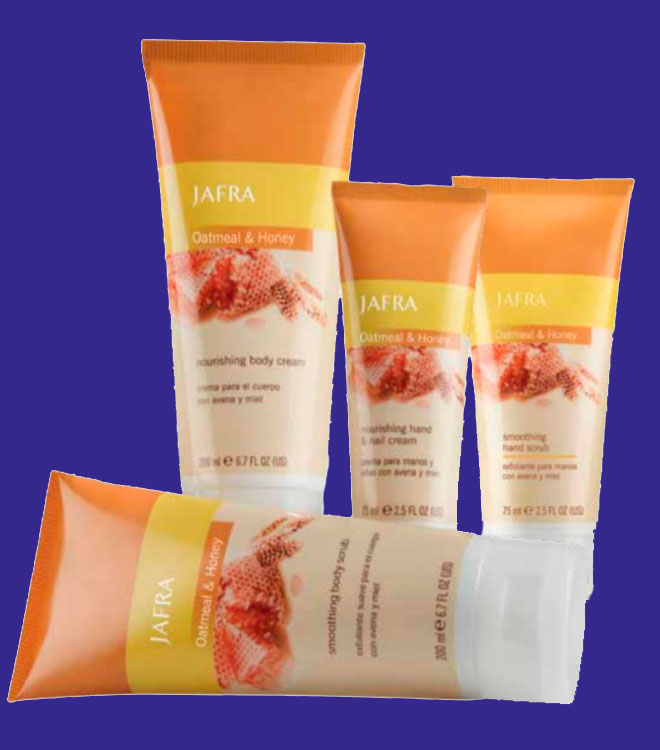 JAFRA
Oatmeal & Honey
nourishing body cream
crema para el cuerpo
con avena y miel
200 ml e 6.7 FL OZ (US)
JAFRA
Oatmeal & Honey
nourishing hand
& nail cream
crema para manos y
uñas con avena y miel
75 ml e 2.5 FL OZ (US)
JAFRA
Oatmeal & Honey
smoothing
hand scrub
exfoliante para manos
con avena y miel
75 ml e 2.5 FL OZ (US)
JAFRA
Oatmeal & Honey
smoothing body scrub
exfoliante suave para el cuerpo
con avena y miel
200 ml e 6.7 FL OZ (US)